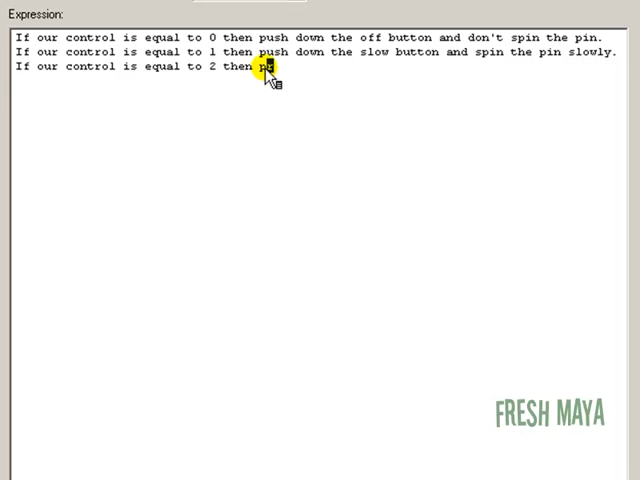 Expression:
If our control is equal to 0 then push down the off button and don't spin the pin.
If our control is equal to 1 then push down the slow button and spin the pin slowly.
If our control is equal to 2 then
FRESH MAYA